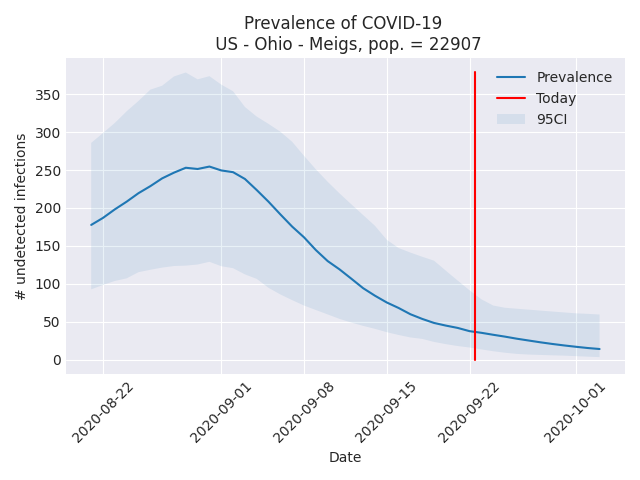 Prevalence of COVID-19
US - Ohio - Meigs, pop. = 22907
Prevalence
Today
95CI
# undetected infections
350
300
250
200
150
100
50
0
2020-08-22
2020-09-01
2020-09-08
2020-09-15
2020-09-22
2020-10-01
Date